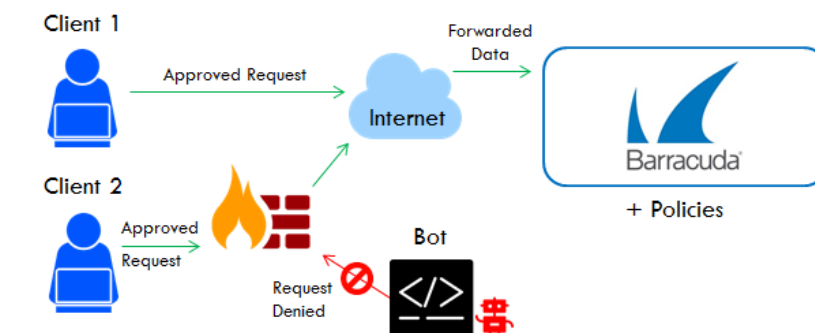 Client 1
Approved Request
Internet
Forwarded
Data
Barracuda
+ Policies
Client 2
Approved
Request
Bot
</>
Request
Denied